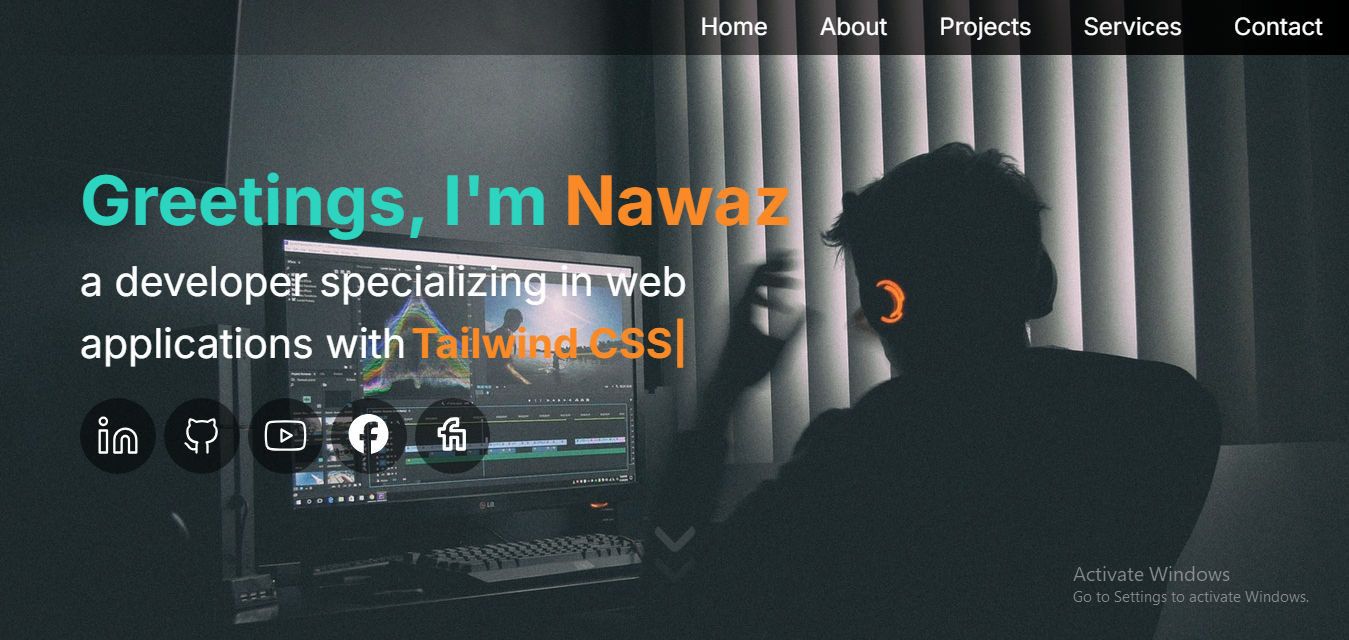 Home About Projects Services Contact
Greetings, I'm Nawaz
a developer specializing in web
applications with Tailwind CSS|
in
LG
Activate Windows
Go to Settings to activate Windows.